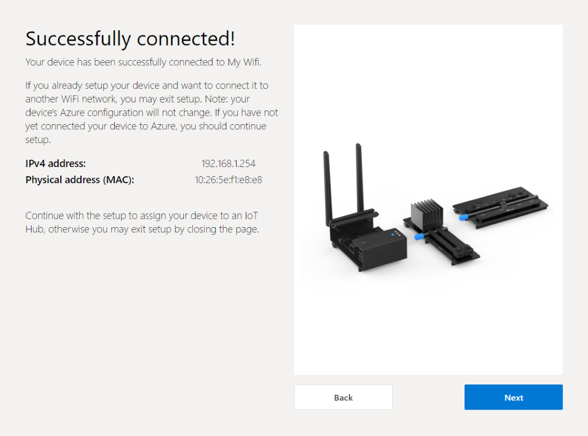 Successfully connected!
Your device has been successfully connected to My Wifi.
If you already setup your device and want to connect it to
another WiFi network, you may exit setup. Note: your
device's Azure configuration will not change. If you have not
yet connected your device to Azure, you should continue
setup.
IPv4 address: 192.168.1.254
Physical address (MAC): 10:26:5e:f1:e8:e8
Continue with the setup to assign your device to an IoT
Hub, otherwise you may exit setup by closing the page.
Back
Next